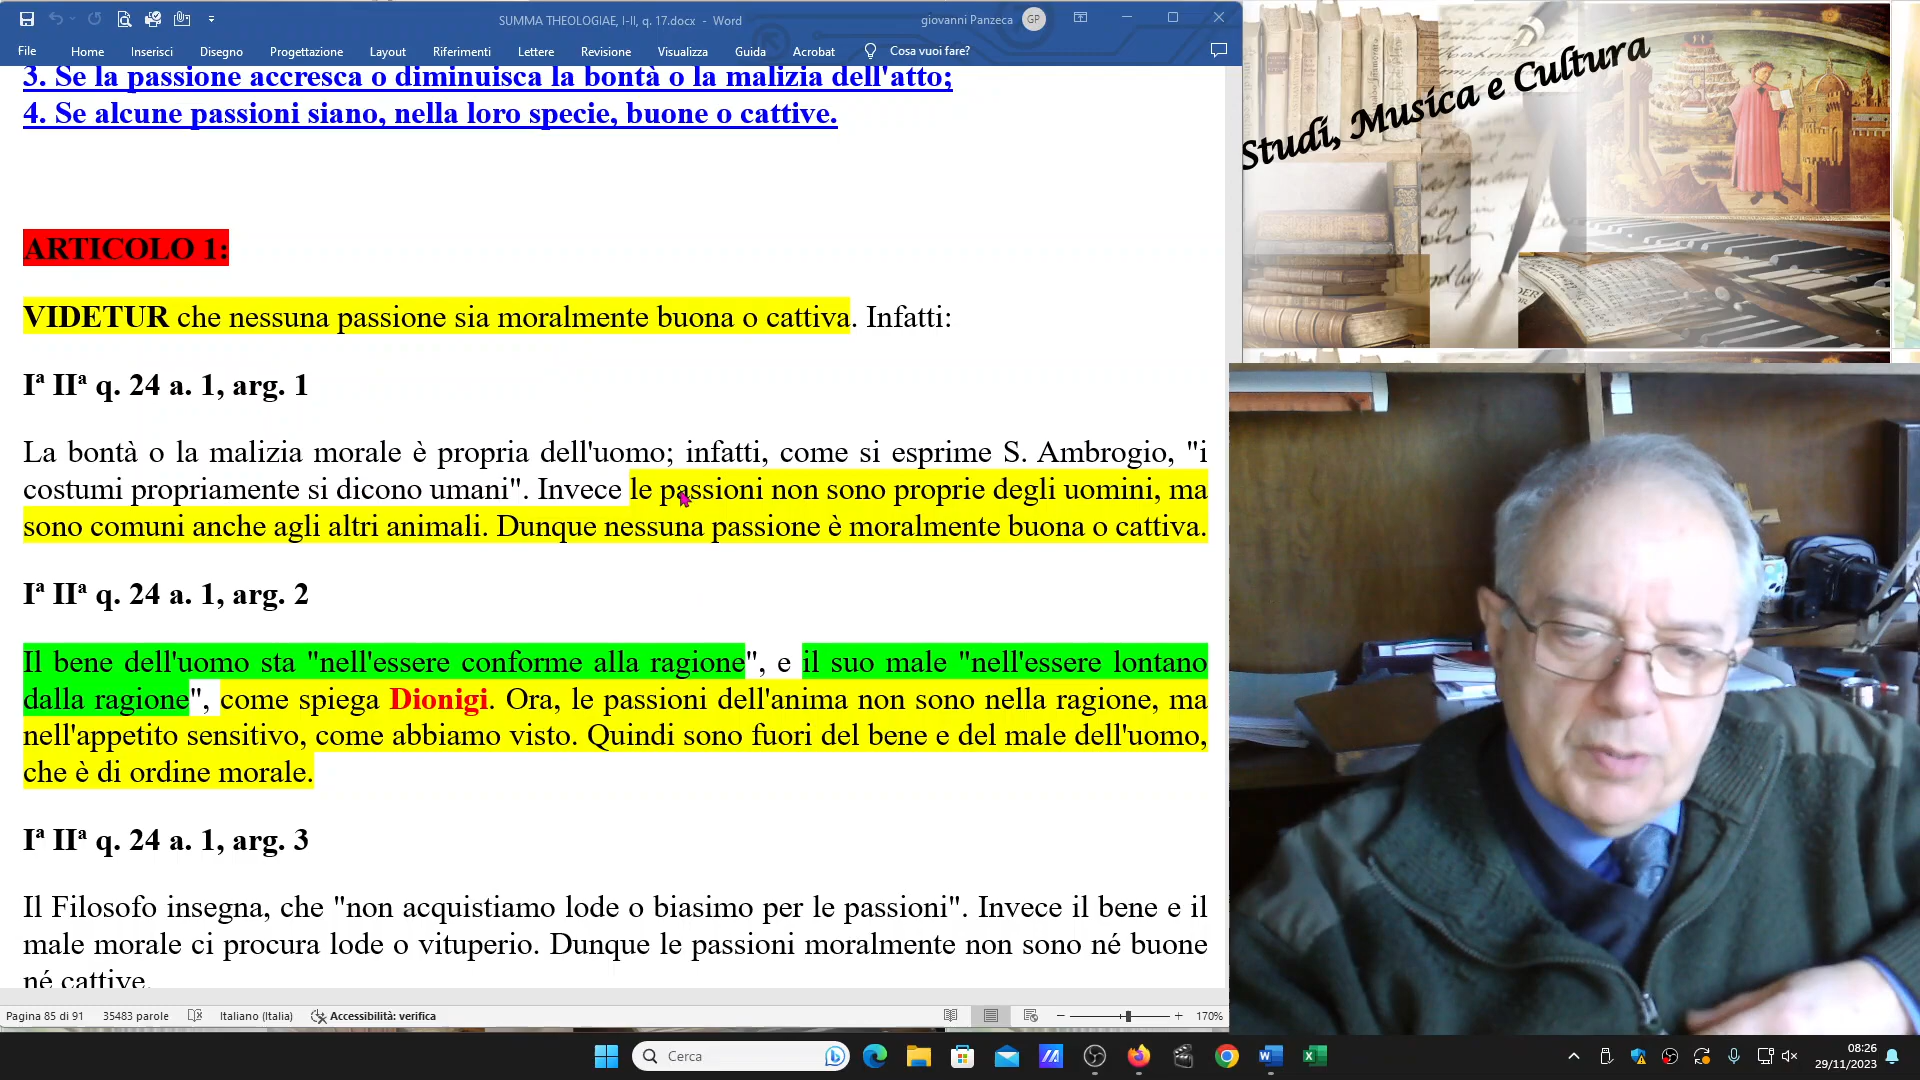 SUMMA THEOLOGIAE, I-II, q. 17.docx - Word
giovanni Panzeca
GP
File
Home
Inserisci
Disegno
Progettazione
Layout
Riferimenti
Lettere
Revisione
Visualizza
Guida
Acrobat
Cosa vuoi fare?
3. Se la passione accresca o diminuisca la bontà o la malizia dell'atto;
4. Se alcune passioni siano, nella loro specie, buone o cattive.
ARTICOLO 1:
VIDETUR che nessuna passione sia moralmente buona o cattiva. Infatti:
Iª IIª q. 24 a. 1, arg. 1
La bontà o la malizia morale è propria dell'uomo; infatti, come si esprime S. Ambrogio, "i
costumi propriamente si dicono umani". Invece le passioni non sono proprie degli uomini, ma
sono comuni anche agli altri animali. Dunque nessuna passione è moralmente buona o cattiva.
Iª IIª q. 24 a. 1, arg. 2
Il bene dell'uomo sta "nell'essere conforme alla ragione", e il suo male "nell'essere lontano
dalla ragione", come spiega Dionigi. Ora, le passioni dell'anima non sono nella ragione, ma
nell'appetito sensitivo, come abbiamo visto. Quindi sono fuori del bene e del male dell'uomo,
che è di ordine morale.
Iª IIª q. 24 a. 1, arg. 3
Il Filosofo insegna, che "non acquistiamo lode o biasimo per le passioni". Invece il bene e il
male morale ci procura lode o vituperio. Dunque le passioni moralmente non sono né buone
né cattive.
Pagina 85 di 91
35483 parole
Italiano (Italia)
Accessibilità: verifica
170%
Studi, Musica e Cultura
Cerca
08:26
29/11/2023